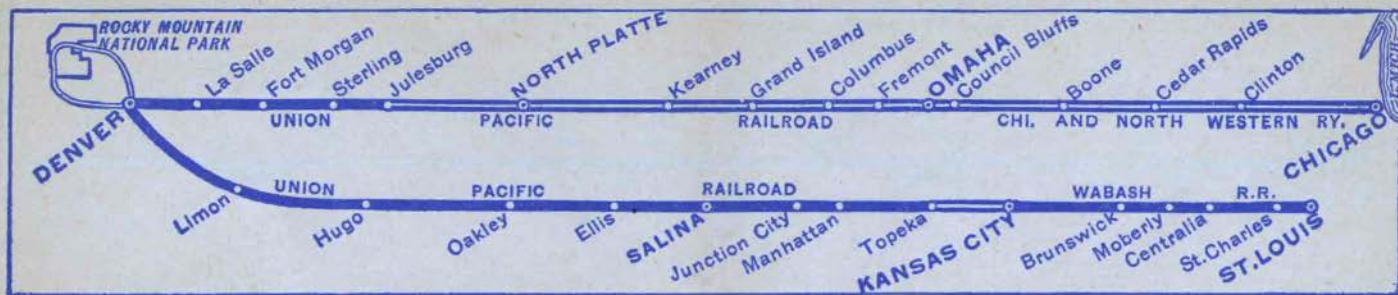 ROCKY MOUNTAIN
NATIONAL PARK
La Salle
Fort Morgan
Sterling
Julesburg
NORTH PLATTE
Kearney
Grand Island
Columbus
Fremont
OMAHA
Council Bluffs
Boone
Cedar Rapids
Clinton
UNION PACIFIC RAILROAD CHI. AND NORTH WESTERN RY.
DENVER
CHICAGO
UNION PACIFIC RAILROAD WABASH R.R.
Limon
Hugo
Oakley
Ellis
SALINA
Junction City
Manhattan
Topeka
KANSAS CITY
Brunswick
Moberly
Centralia
St.Charles
ST.LOUIS